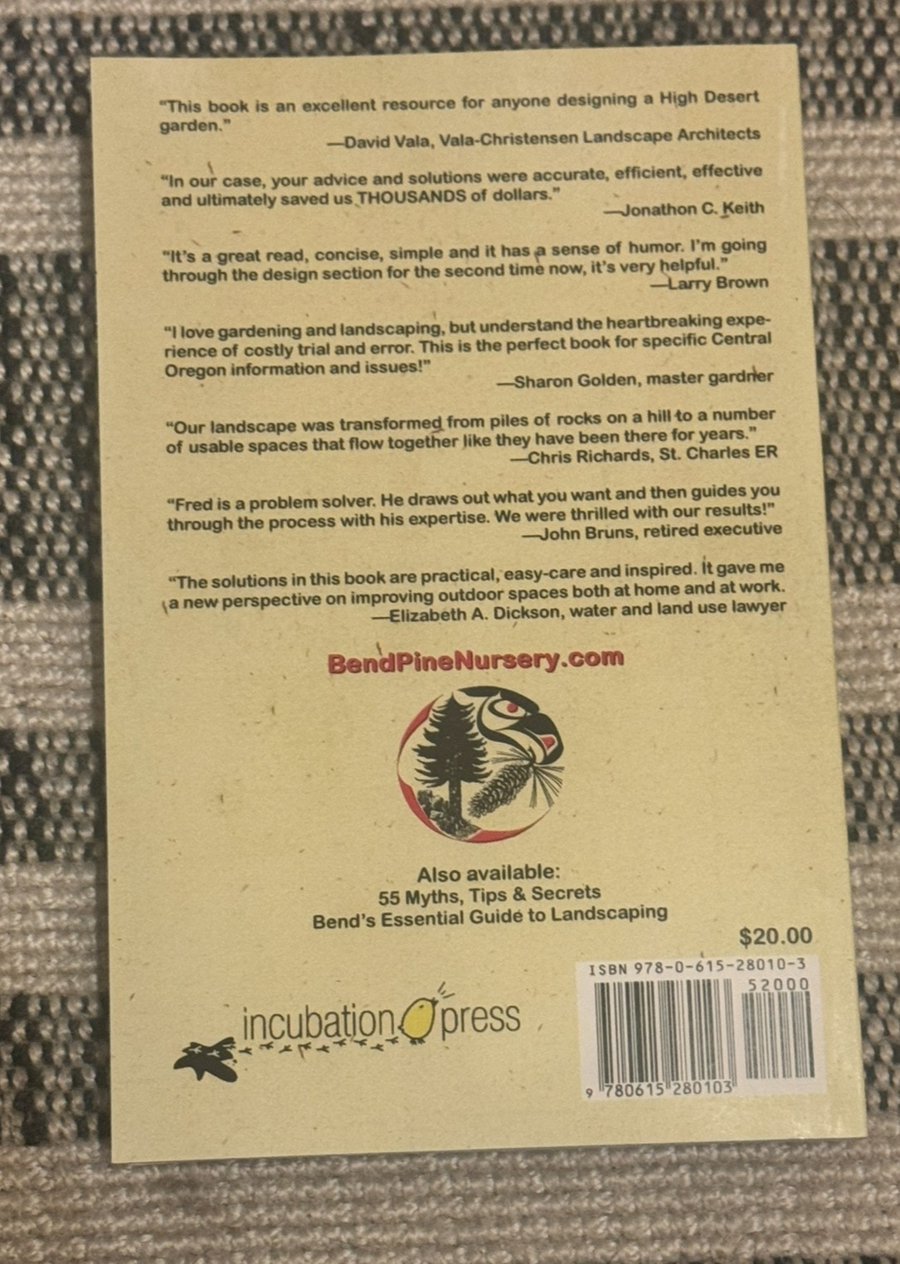 “This book is an excellent resource for anyone designing a High Desert
garden.”
—David Vala, Vala-Christensen Landscape Architects
“In our case, your advice and solutions were accurate, efficient, effective
and ultimately saved us THOUSANDS of dollars.”
—Jonathon C. Keith
“It’s a great read, concise, simple and it has a sense of humor. I’m going
through the design section for the second time now, it’s very helpful.”
—Larry Brown
“I love gardening and landscaping, but understand the heartbreaking expe-
rience of costly trial and error. This is the perfect book for specific Central
Oregon information and issues!”
—Sharon Golden, master gardner
“Our landscape was transformed from piles of rocks on a hill to a number
of usable spaces that flow together like they have been there for years.”
—Chris Richards, St. Charles ER
“Fred is a problem solver. He draws out what you want and then guides you
through the process with his expertise. We were thrilled with our results!”
—John Bruns, retired executive
“The solutions in this book are practical, easy-care and inspired. It gave me
a new perspective on improving outdoor spaces both at home and at work.
—Elizabeth A. Dickson, water and land use lawyer
BendPineNursery.com
Also available:
55 Myths, Tips & Secrets
Bend’s Essential Guide to Landscaping
$20.00
ISBN 978-0-615-28010-3
52000
9 780615 280103
incubation press